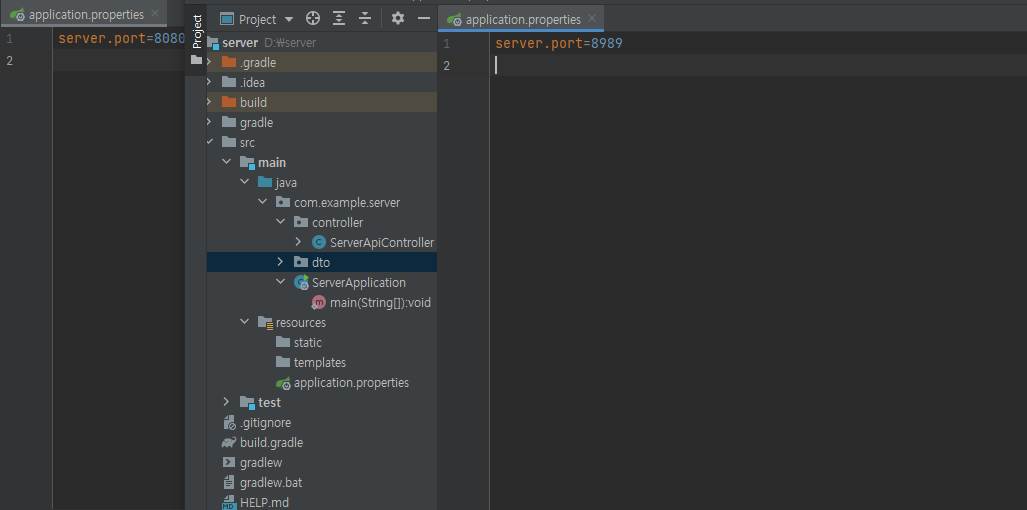 application.properties
1 server.port=8080
2
Project
Project
server D:\server
.gradle
.idea
build
gradle
src
main
java
com.example.server
controller
ServerApiController
dto
ServerApplication
main(String[]):void
resources
static
templates
application.properties
test
.gitignore
build.gradle
gradlew
gradlew.bat
HELP.md
application.properties
1 server.port=8989
2